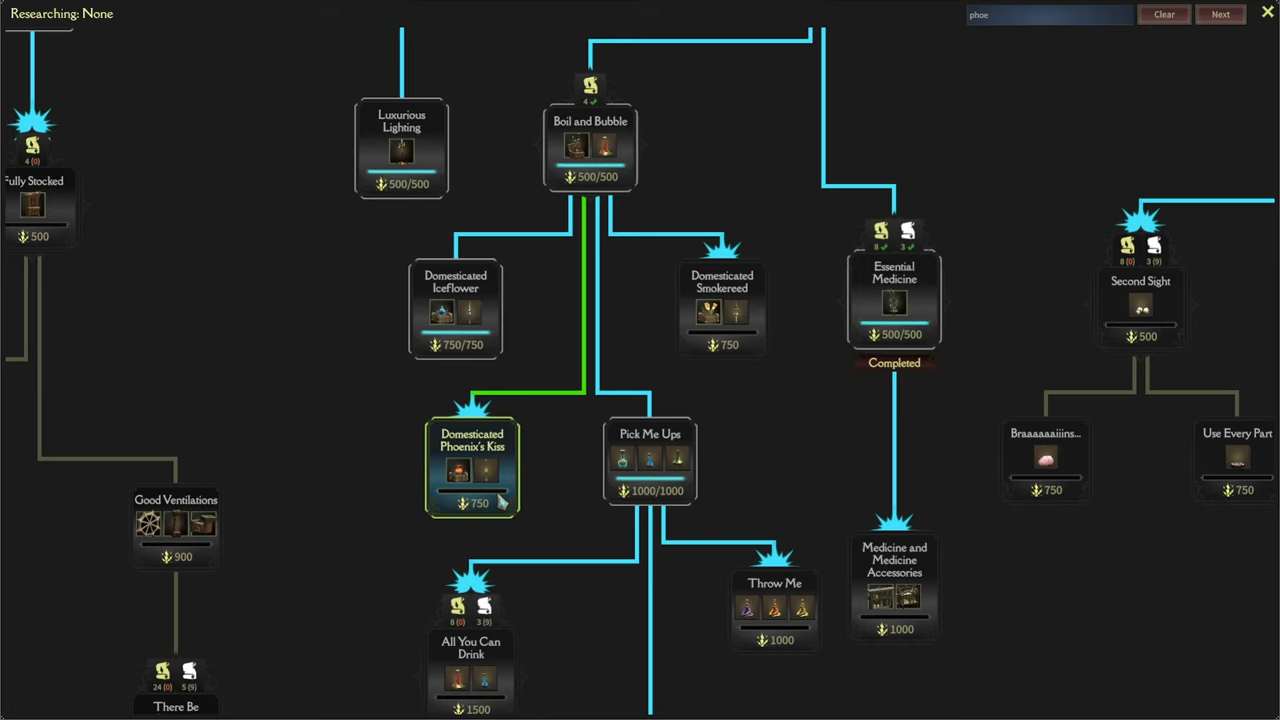 Researching: None
phoe
Clear
Next
4 (0)
Fully Stocked
500
Luxurious
Lighting
500/500
4
Boil and Bubble
500/500
Domesticated
Iceflower
750/750
Domesticated
Smokereed
750
8
3
Essential
Medicine
500/500
Completed
8 (0)
3 (9)
Second Sight
500
Domesticated
Phoenix's Kiss
750
Pick Me Ups
1000/1000
Braaaaaaiiins...
750
Use Every Part
750
Good Ventilations
900
Throw Me
1000
Medicine and
Medicine
Accessories
1000
8 (0)
3 (9)
All You Can
Drink
1500
24 (0)
5 (9)
There Be